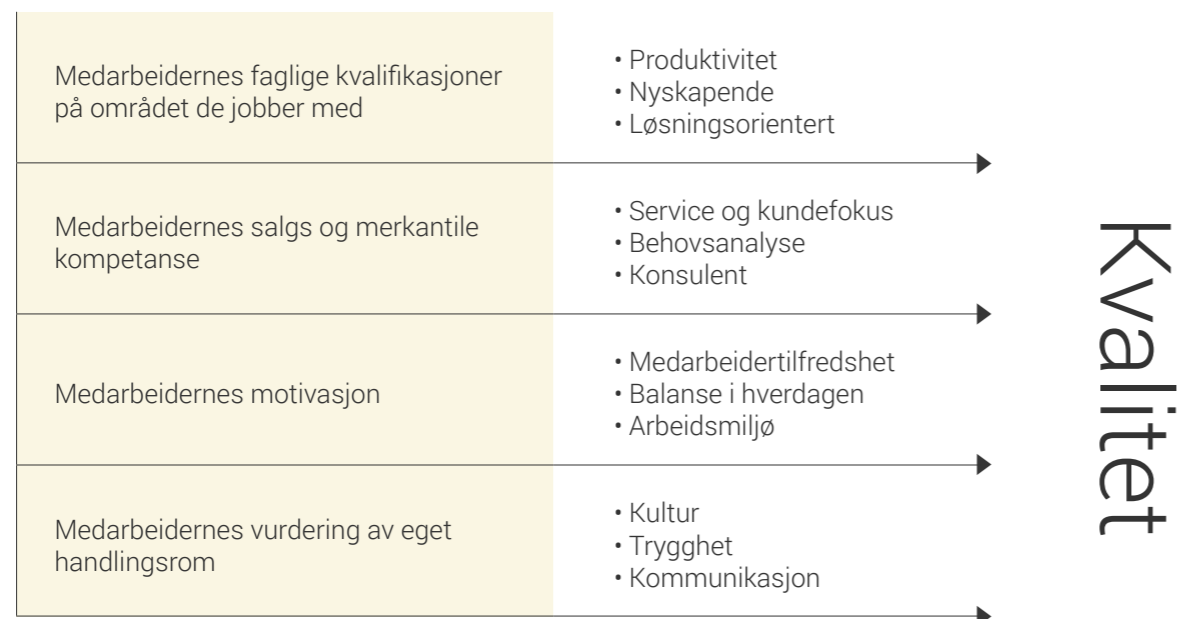 Medarbeidernes faglige kvalifikasjoner
på området de jobber med
• Produktivitet
• Nyskapende
• Løsningsorientert
Medarbeidernes salgs og merkantile
kompetanse
• Service og kundefokus
• Behovsanalyse
• Konsulent
Medarbeidernes motivasjon
• Medarbeidertilfredshet
• Balanse i hverdagen
• Arbeidsmiljø
Medarbeidernes vurdering av eget
handlingsrom
• Kultur
• Trygghet
• Kommunikasjon
Kvalitet